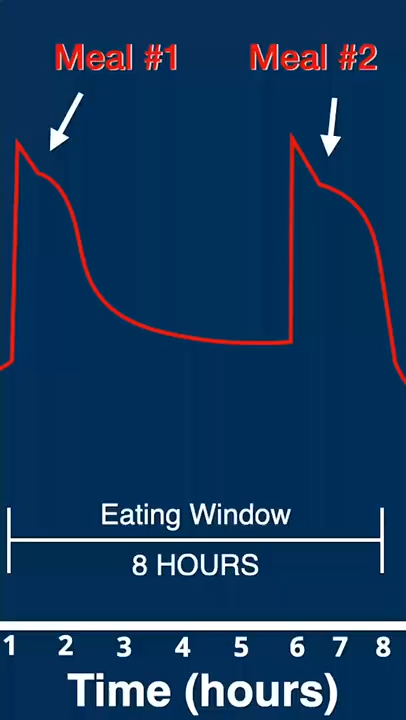 Meal #1 Meal #2
Eating Window
8 HOURS
1 2 3 4 5 6 7 8
Time (hours)